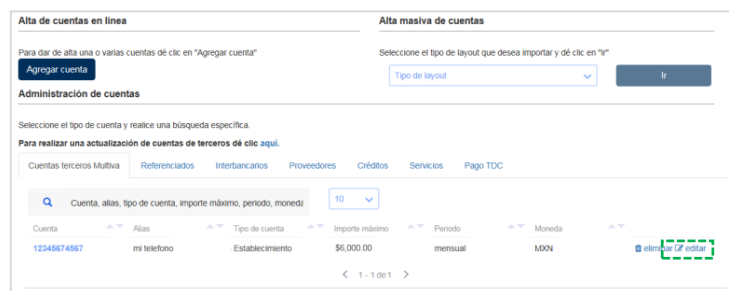 Alta de cuentas en línea
Alta masiva de cuentas
Para dar de alta una o varias cuentas dé clic en "Agregar cuenta"
Seleccione el tipo de layout que desea importar y dé clic en "Ir"
Agregar cuenta
Tipo de layout
Ir
Administración de cuentas
Seleccione el tipo de cuenta y realice una búsqueda específica.
Para realizar una actualización de cuentas de terceros dé clic aquí.
Cuentas terceros Multiva Referenciados Interbancarios Proveedores Créditos Servicios Pago TDC
Cuenta, alias, tipo de cuenta, importe máximo, periodo, moneda
10
Cuenta Alias Tipo de cuenta Importe máximo Periodo Moneda
12345674567 mi telefono Establecimiento $6,000.00 mensual MXN eliminar editar
1 - 1 de 1